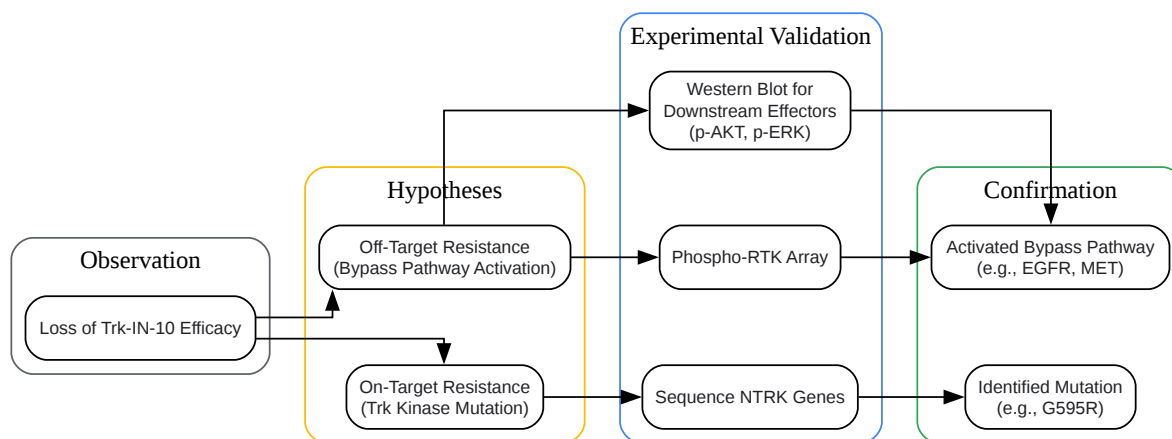 Observation
Loss of Trk-IN-10 Efficacy
Hypotheses
Off-Target Resistance
(Bypass Pathway Activation)
On-Target Resistance
(Trk Kinase Mutation)
Experimental Validation
Western Blot for
Downstream Effectors
(p-AKT, p-ERK)
Phospho-RTK Array
Sequence NTRK Genes
Confirmation
Activated Bypass Pathway
(e.g., EGFR, MET)
Identified Mutation
(e.g., G595R)